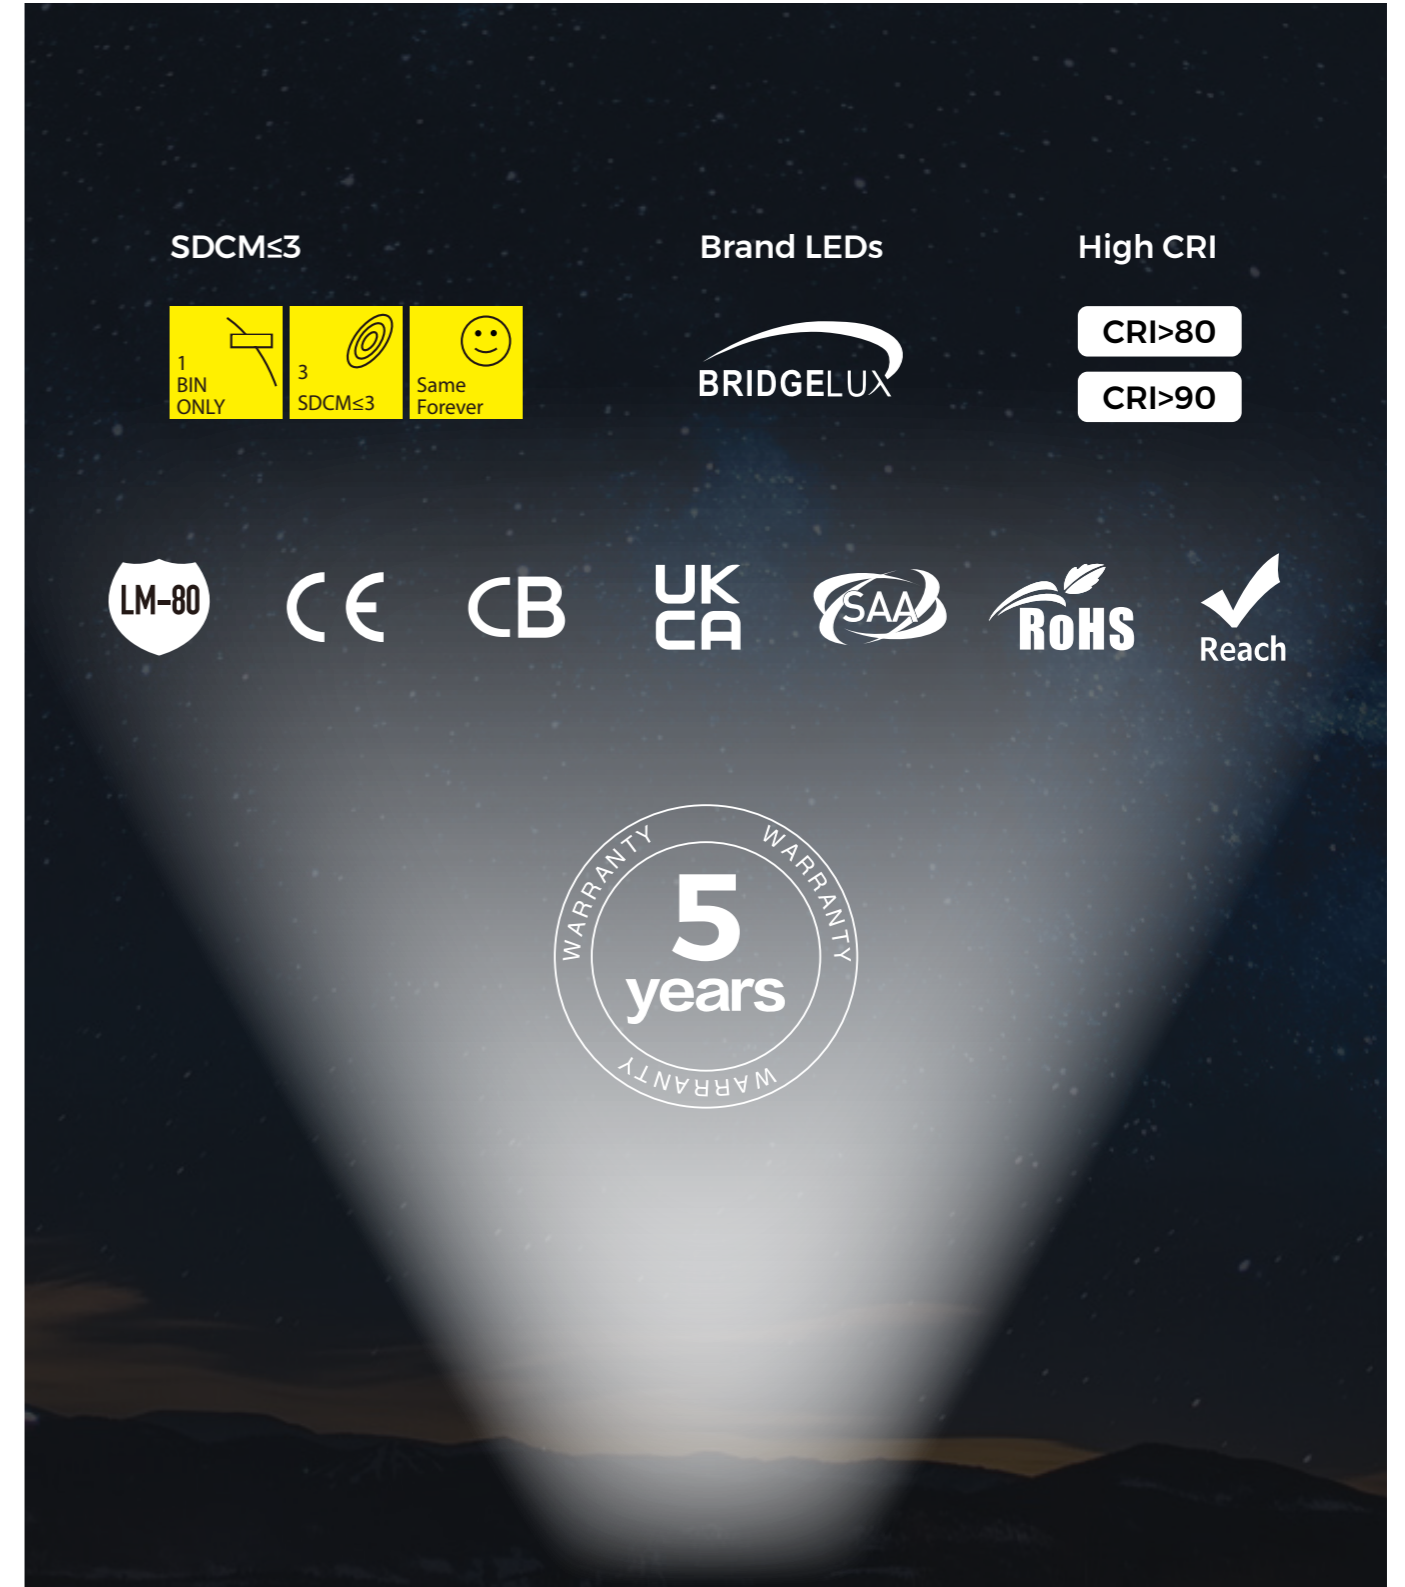 SDCM≤3
1
BIN
ONLY
3
SDCM≤3
Same
Forever
Brand LEDs
BRIDGELUX
High CRI
CRI>80
CRI>90
LM-80
CE
CB
UK
CA
SAA
RoHS
Reach
WARRANTY
WARRANTY
5
years
WARRANTY